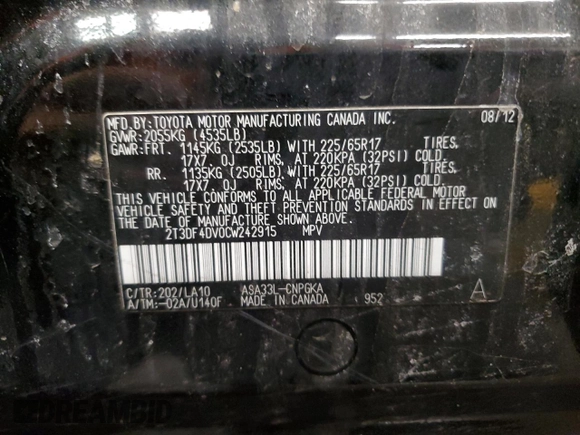 MFD.BY:TOYOTA MOTOR MANUFACTURING CANADA INC. 08/12
GVWR:2055KG (4535LB)
GAWR:FRT. 1145KG (2535LB) WITH 225/65R17 TIRES,
17X7. OJ RIMS, AT 220KPA (32PSI) COLD
RR. 1135KG (2505LB) WITH 225/65R17 TIRES,
17X7. OJ RIMS, AT 220KPA (32PSI) COLD
THIS VEHICLE CONFORMS TO ALL APPLICABLE FEDERAL MOTOR
VEHICLE SAFETY AND THEFT PREVENTION STANDARDS IN EFFECT ON
THE DATE OF MANUFACTURE SHOWN ABOVE.
2T3DF4DV0CW242915 MPV
C/TR:202/LA10 ASA33L-CNPGKA
A/TM:-02A/U140F MADE IN CANADA 952 A
DREAMBID